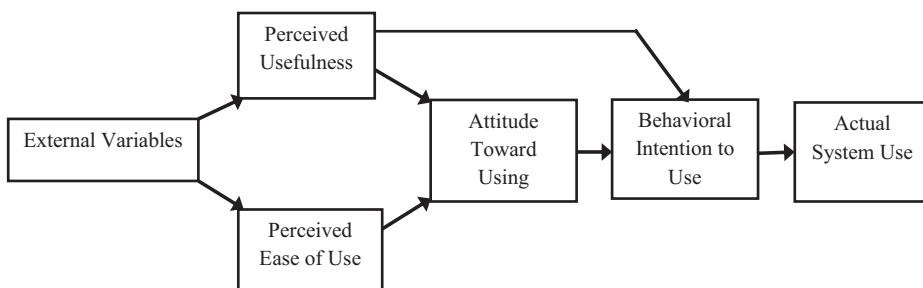 Perceived
Usefulness
External Variables
Perceived
Ease of Use
Attitude
Toward
Using
Behavioral
Intention to
Use
Actual
System Use